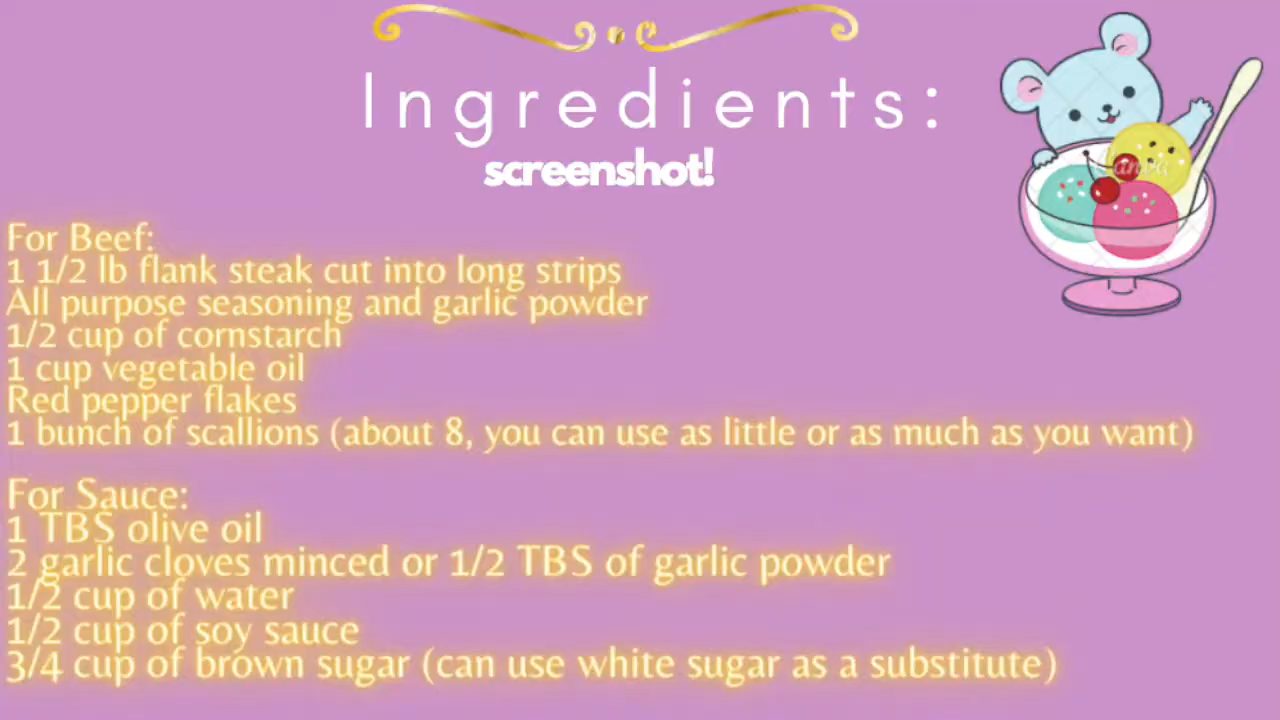 Ingredients:
screenshot!
Canva
For Beef:
1 1/2 lb flank steak cut into long strips
All purpose seasoning and garlic powder
1/2 cup of cornstarch
1 cup vegetable oil
Red pepper flakes
1 bunch of scallions (about 8, you can use as little or as much as you want)
For Sauce:
1 TBS olive oil
2 garlic cloves minced or 1/2 TBS of garlic powder
1/2 cup of water
1/2 cup of soy sauce
3/4 cup of brown sugar (can use white sugar as a substitute)